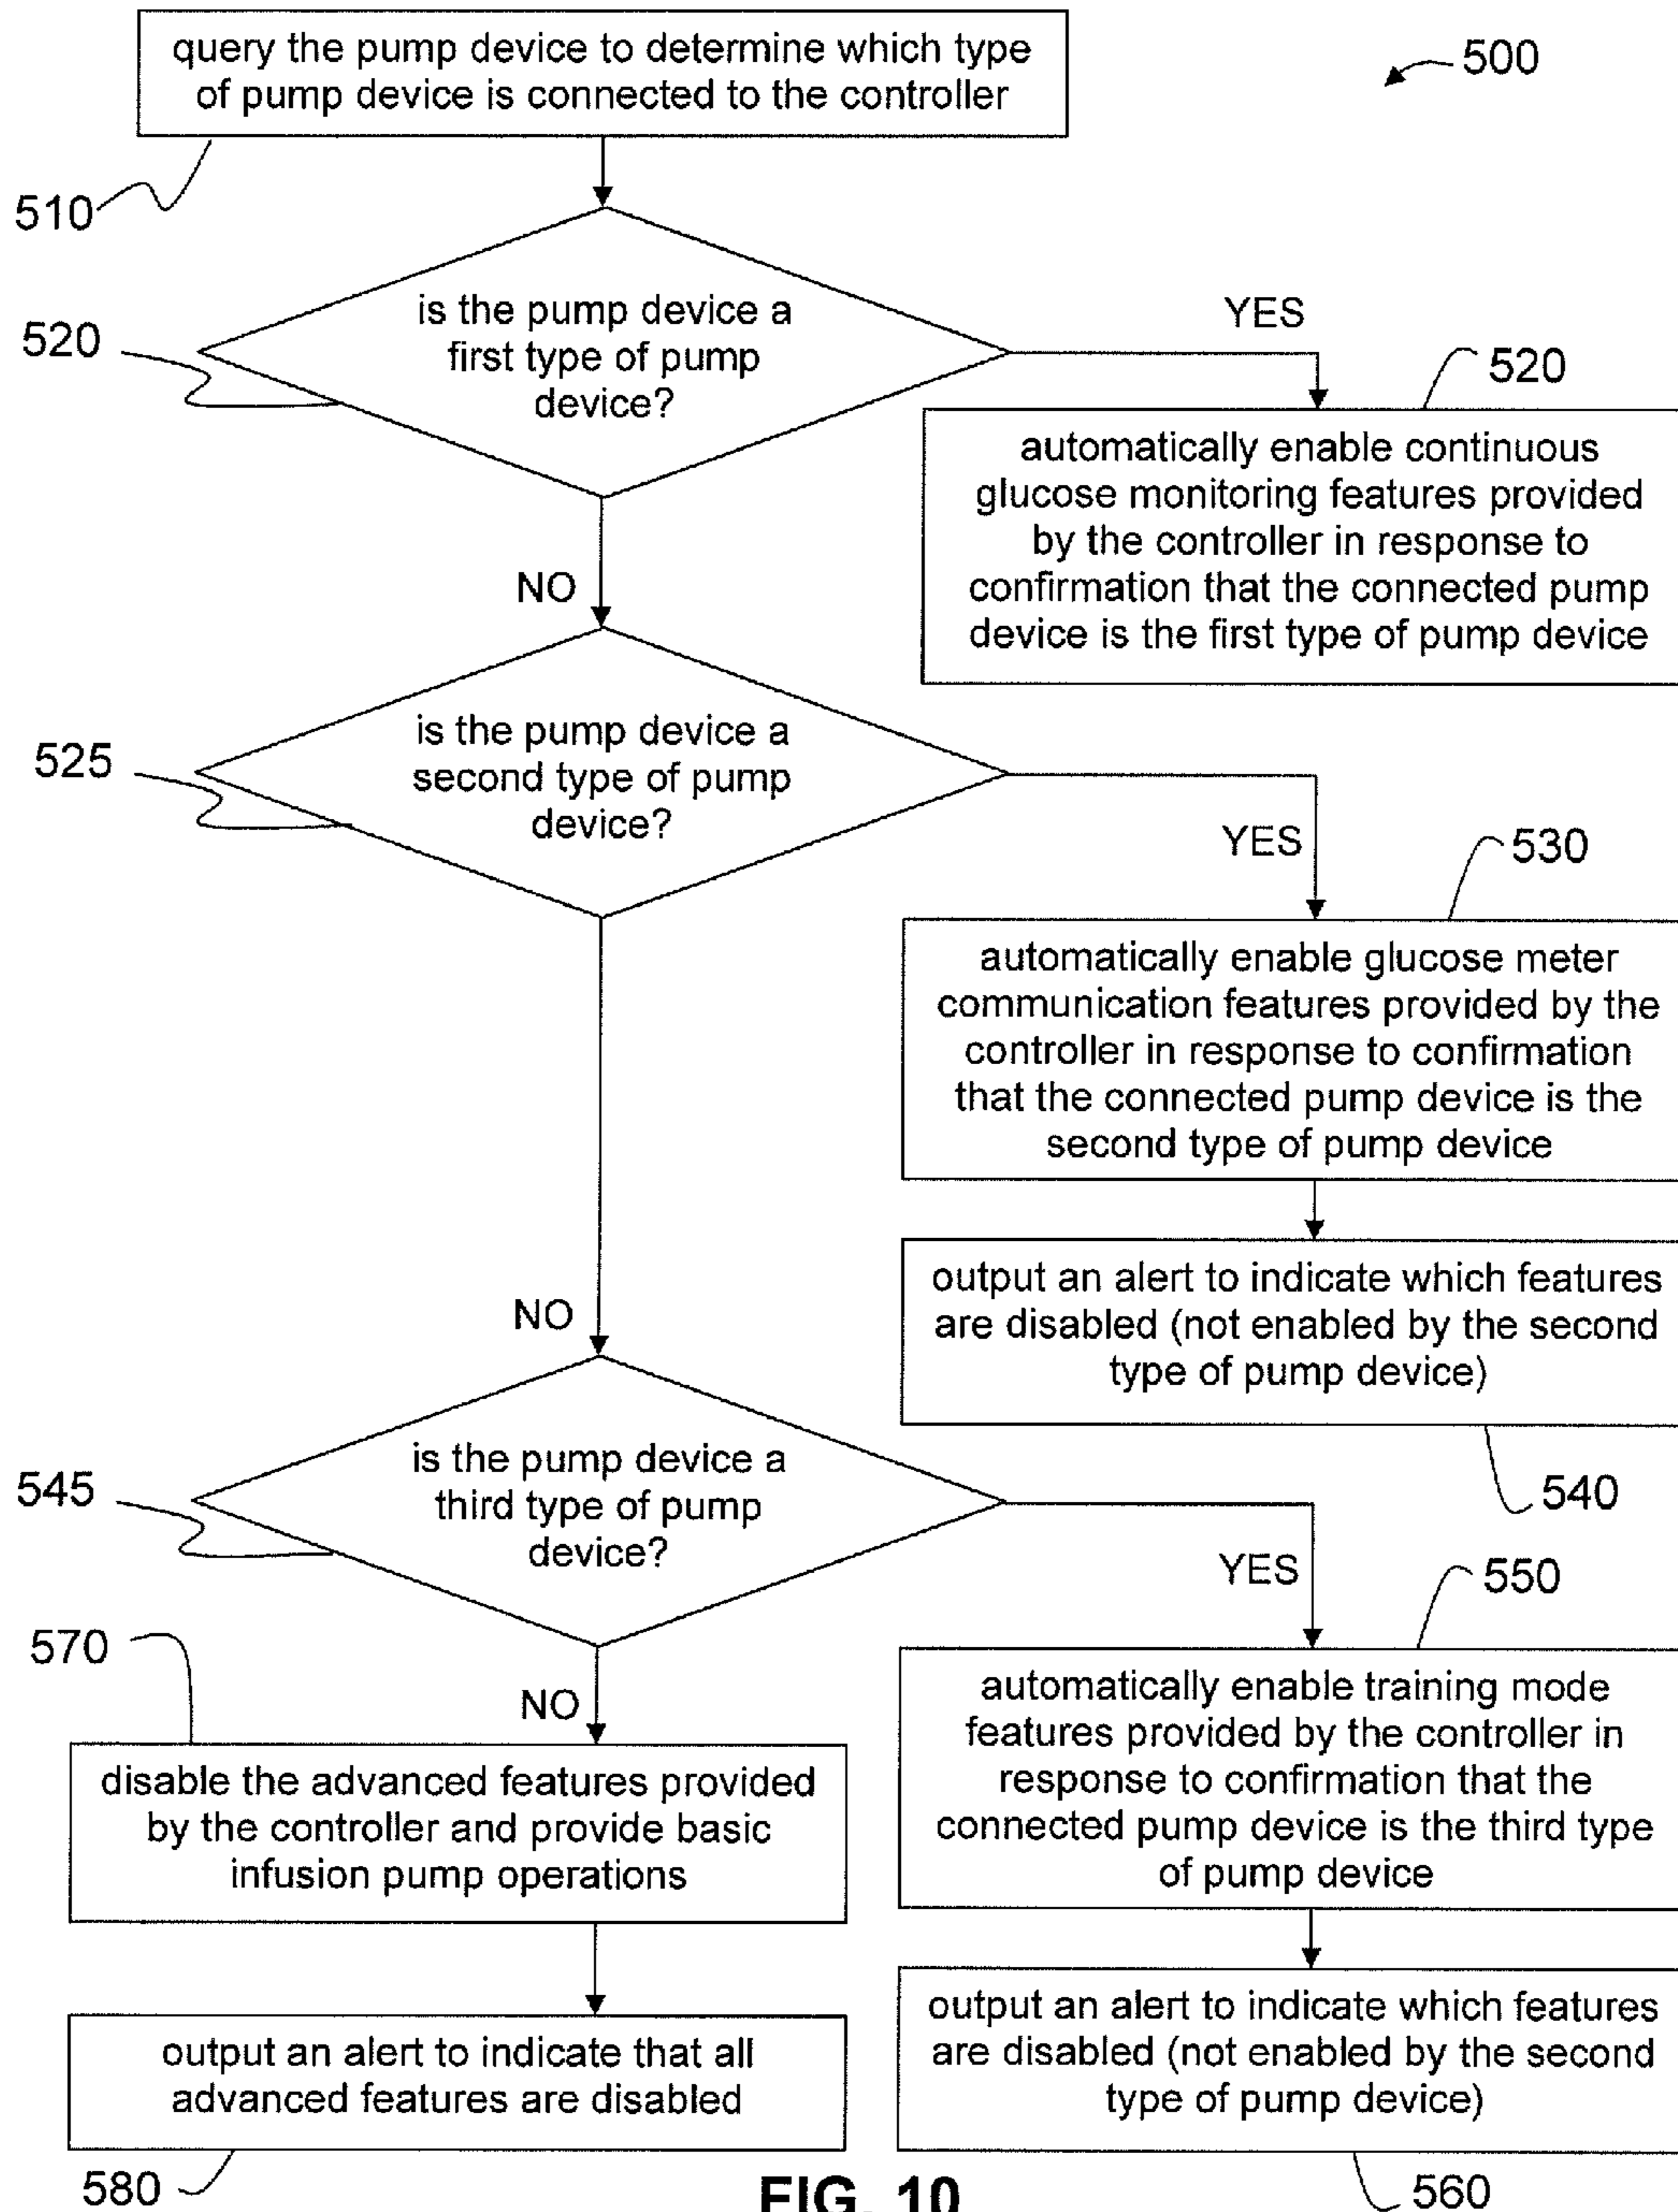 query the pump device to determine which type
of pump device is connected to the controller
500
510
is the pump device a
first type of pump
device?
520
YES
520
automatically enable continuous
glucose monitoring features provided
by the controller in response to
confirmation that the connected pump
device is the first type of pump device
NO
is the pump device a
second type of pump
device?
525
YES
530
automatically enable glucose meter
communication features provided by the
controller in response to confirmation
that the connected pump device is the
second type of pump device
output an alert to indicate which features
are disabled (not enabled by the second
type of pump device)
540
NO
is the pump device a
third type of pump
device?
545
YES
550
automatically enable training mode
features provided by the controller in
response to confirmation that the
connected pump device is the third type
of pump device
570
NO
disable the advanced features provided
by the controller and provide basic
infusion pump operations
output an alert to indicate that all
advanced features are disabled
580
output an alert to indicate which features
are disabled (not enabled by the second
type of pump device)
560
FIG. 10